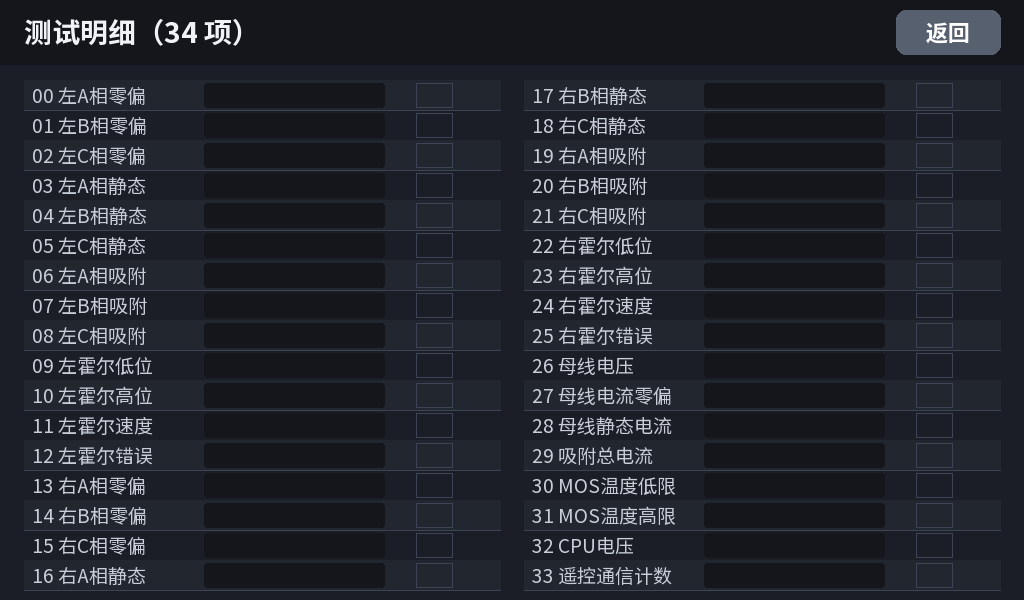 测试明细（34 项）
返回
00 左A相零偏
01 左B相零偏
02 左C相零偏
03 左A相静态
04 左B相静态
05 左C相静态
06 左A相吸附
07 左B相吸附
08 左C相吸附
09 左霍尔低位
10 左霍尔高位
11 左霍尔速度
12 左霍尔错误
13 右A相零偏
14 右B相零偏
15 右C相零偏
16 右A相静态
17 右B相静态
18 右C相静态
19 右A相吸附
20 右B相吸附
21 右C相吸附
22 右霍尔低位
23 右霍尔高位
24 右霍尔速度
25 右霍尔错误
26 母线电压
27 母线电流零偏
28 母线静态电流
29 吸附总电流
30 MOS温度低限
31 MOS温度高限
32 CPU电压
33 遥控通信计数